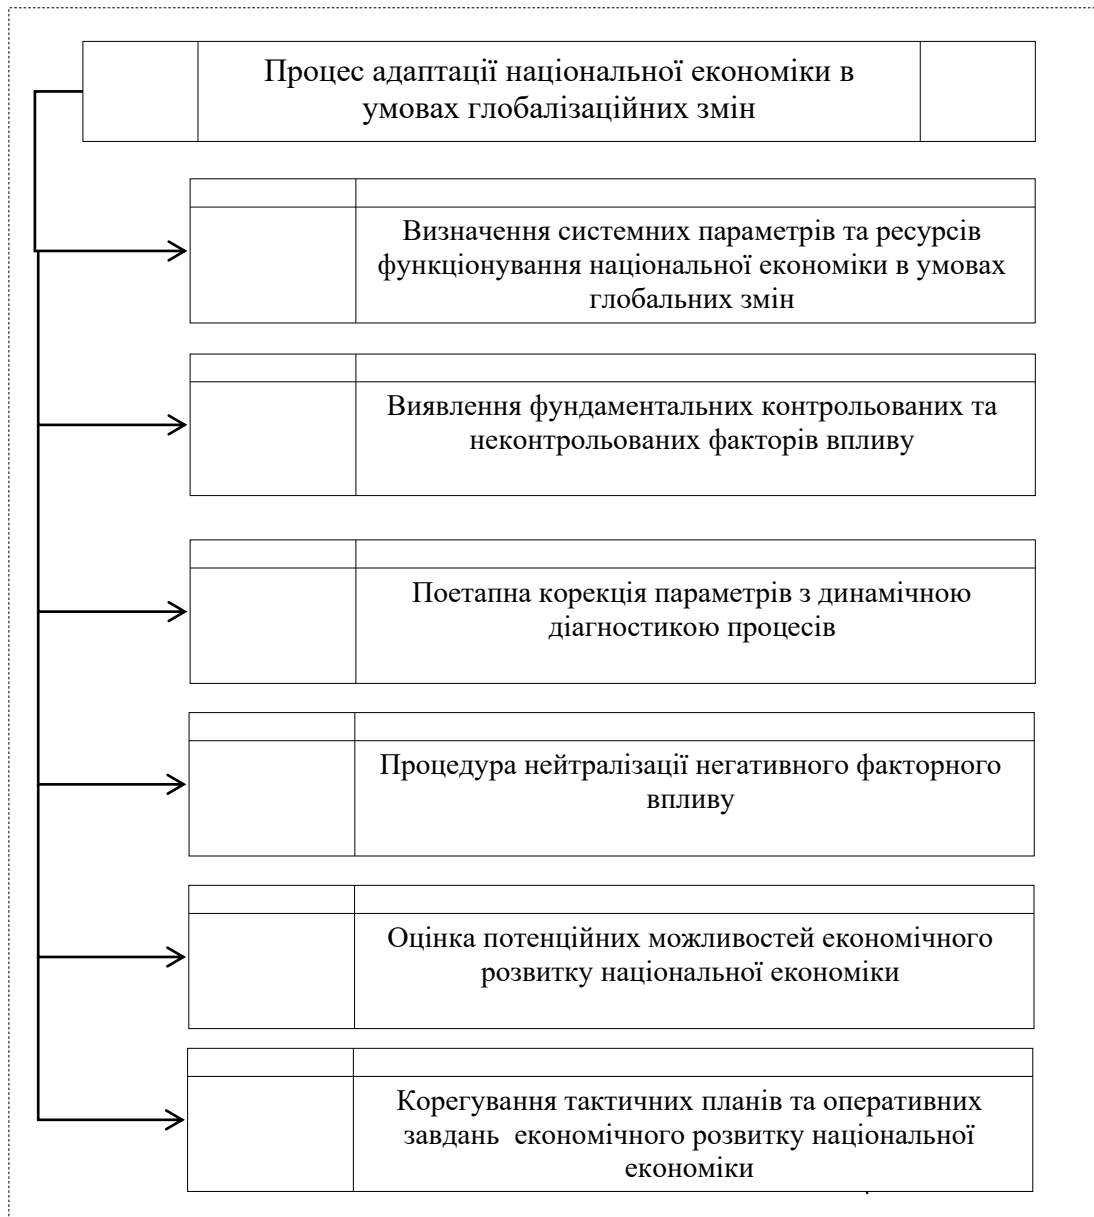 Процес адаптації національної економіки в
умовах глобалізаційних змін
Визначення системних параметрів та ресурсів
функціонування національної економіки в умовах
глобальних змін
Виявлення фундаментальних контрольованих та
неконтрольованих факторів впливу
Поетапна корекція параметрів з динамічною
діагностикою процесів
Процедура нейтралізації негативного факторного
впливу
Оцінка потенційних можливостей економічного
розвитку національної економіки
Корегування тактичних планів та оперативних
завдань економічного розвитку національної
економіки